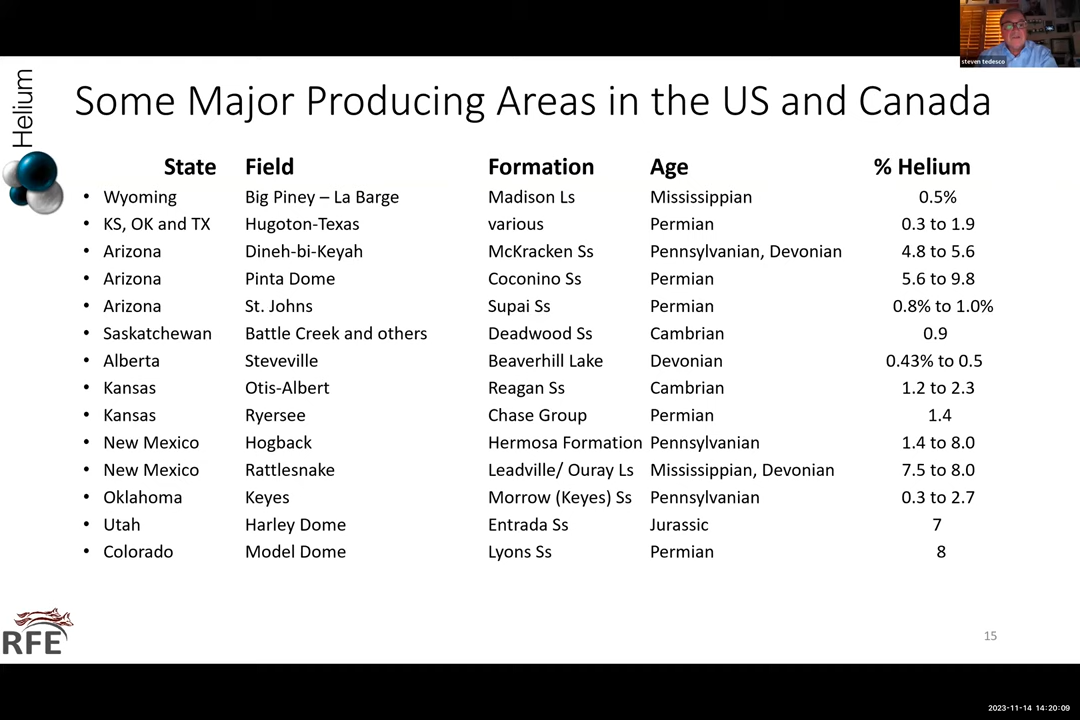 steven tedesco
Helium
Some Major Producing Areas in the US and Canada
State Field Formation Age % Helium
• Wyoming Big Piney – La Barge Madison Ls Mississippian 0.5%
• KS, OK and TX Hugoton-Texas various Permian 0.3 to 1.9
• Arizona Dineh-bi-Keyah McKracken Ss Pennsylvanian, Devonian 4.8 to 5.6
• Arizona Pinta Dome Coconino Ss Permian 5.6 to 9.8
• Arizona St. Johns Supai Ss Permian 0.8% to 1.0%
• Saskatchewan Battle Creek and others Deadwood Ss Cambrian 0.9
• Alberta Steveville Beaverhill Lake Devonian 0.43% to 0.5
• Kansas Otis-Albert Reagan Ss Cambrian 1.2 to 2.3
• Kansas Ryersee Chase Group Permian 1.4
• New Mexico Hogback Hermosa Formation Pennsylvanian 1.4 to 8.0
• New Mexico Rattlesnake Leadville/ Ouray Ls Mississippian, Devonian 7.5 to 8.0
• Oklahoma Keyes Morrow (Keyes) Ss Pennsylvanian 0.3 to 2.7
• Utah Harley Dome Entrada Ss Jurassic 7
• Colorado Model Dome Lyons Ss Permian 8
RFE
15
2023-11-14 14:20:09